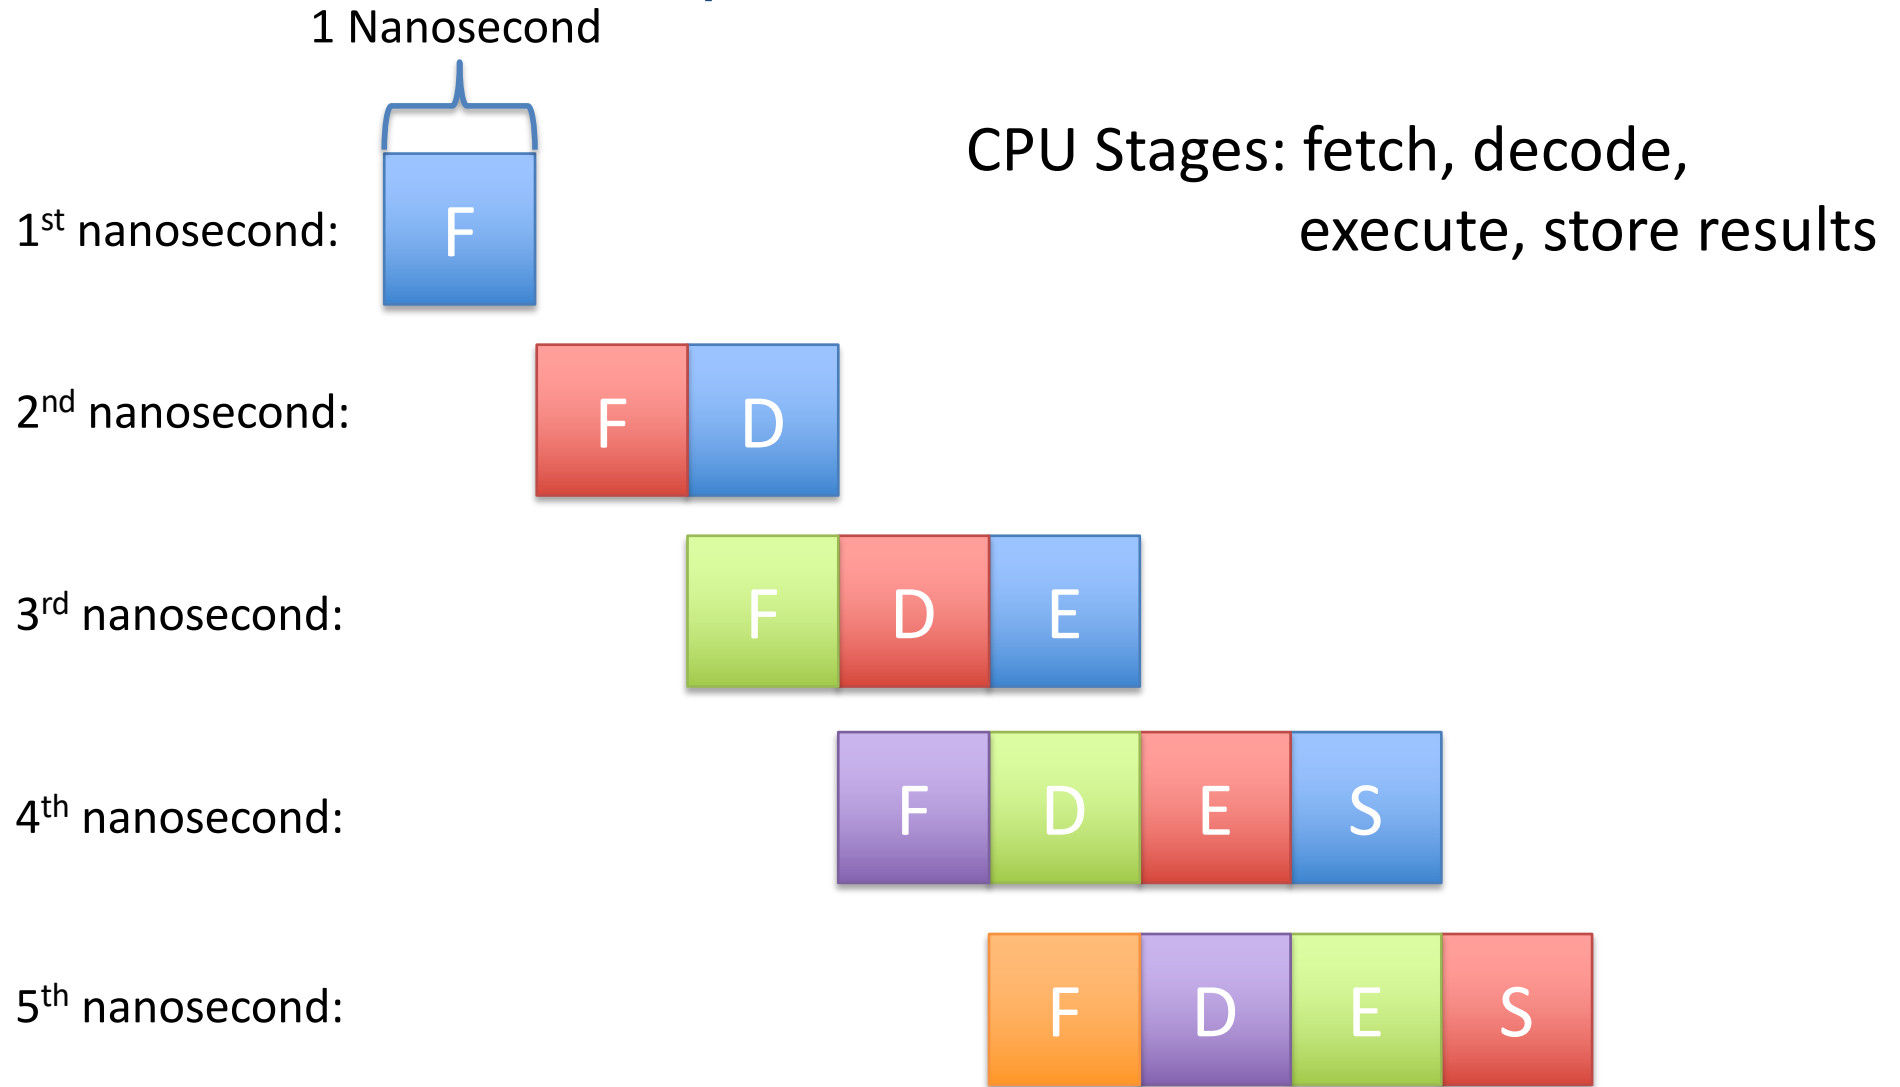 1 Nanosecond
CPU Stages: fetch, decode,
execute, store results
1st nanosecond:
F
2nd nanosecond:
F D
3rd nanosecond:
F D E
4th nanosecond:
F D E S
5th nanosecond:
F D E S